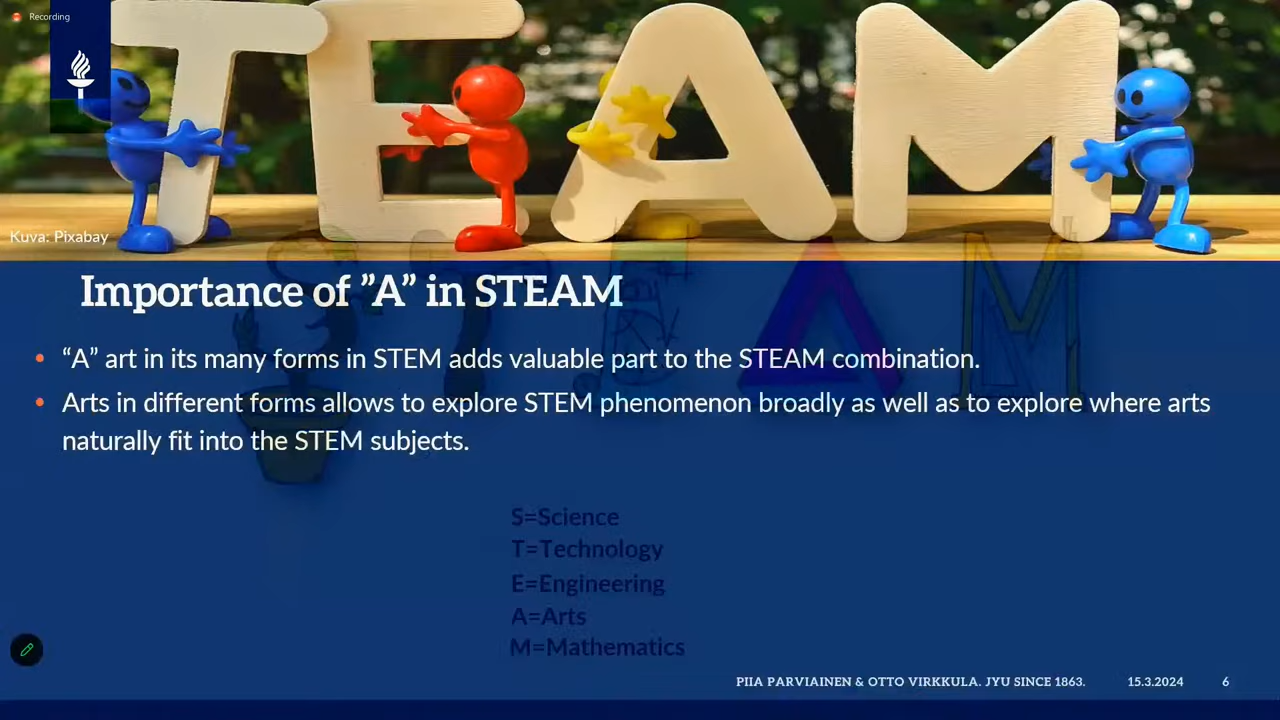 Recording
TEAM
Kuva: Pixabay
Importance of ”A” in STEAM
• “A” art in its many forms in STEM adds valuable part to the STEAM combination.
• Arts in different forms allows to explore STEM phenomenon broadly as well as to explore where arts
naturally fit into the STEM subjects.
S=Science
T=Technology
E=Engineering
A=Arts
M=Mathematics
PIIA PARVIAINEN & OTTO VIRKKULA. JYU SINCE 1863. 15.3.2024 6